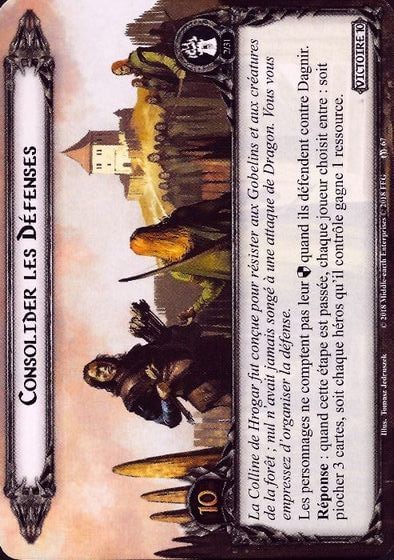 CONSOLIDER LES DÉFENSES
2/31
10
La Colline de Hrogar fut conçue pour résister aux Gobelins et aux créatures
de la forêt ; nul n'avait jamais songé à une attaque de Dragon. Vous vous
empressez d'organiser la défense.
Les personnages ne comptent pas leur quand ils défendent contre Dagnir.
Réponse : quand cette étape est passée, chaque joueur choisit entre : soit
piocher 3 cartes, soit chaque héros qu'il contrôle gagne 1 ressource.
VICTOIRE 10
Illus. Tomasz Jedruszek
© 2018 Middle-earth Enterprises © 2018 FFG
67